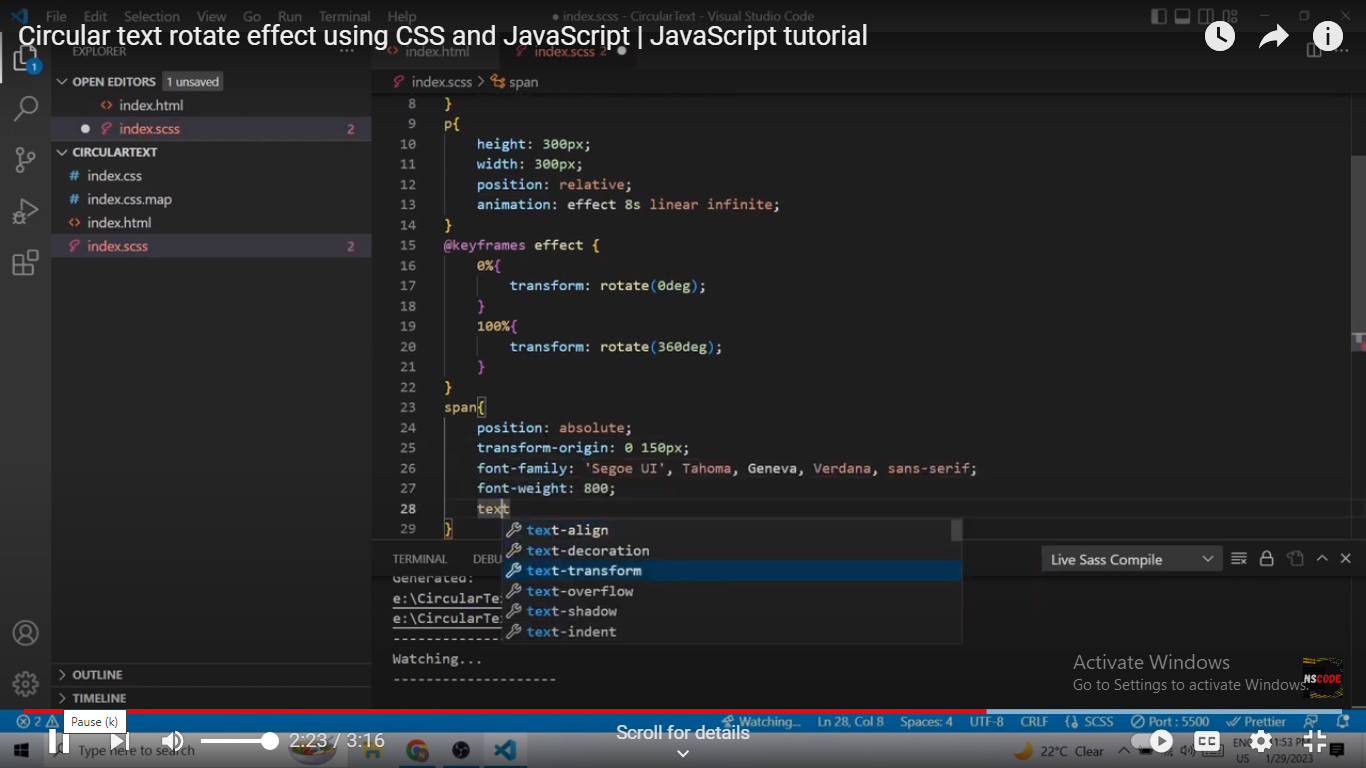 File Edit Selection View Go Run Terminal Help
● index.scss - CircularText - Visual Studio Code
Circular text rotate effect using CSS and JavaScript | JavaScript tutorial
EXPLORER ...
index.html
index.scss 2
1
OPEN EDITORS 1 unsaved
index.html
index.scss 2
CIRCULARTEXT
index.css
index.css.map
index.html
index.scss 2
OUTLINE
TIMELINE
index.scss > span
8 }
9 p{
10 height: 300px;
11 width: 300px;
12 position: relative;
13 animation: effect 8s linear infinite;
14 }
15 @keyframes effect {
16 0%{
17 transform: rotate(0deg);
18 }
19 100%{
20 transform: rotate(360deg);
21 }
22 }
23 span{
24 position: absolute;
25 transform-origin: 0 150px;
26 font-family: 'Segoe UI', Tahoma, Geneva, Verdana, sans-serif;
27 font-weight: 800;
28 text
29 }
text-align
text-decoration
text-transform
text-overflow
text-shadow
text-indent
TERMINAL DEBU
Live Sass Compile
Generated:
e:\CircularTe
e:\CircularTe
--------------
Watching...
--------------------
Activate Windows
Go to Settings to activate Windows.
NSCODE
2
Pause (k)
Watching... Ln 28, Col 8 Spaces: 4 UTF-8 CRLF SCSS Port : 5500 Prettier
Type here to search
2:23 / 3:16
Scroll for details
22°C Clear
CC
ENG
US
11:53 PM
1/29/2023